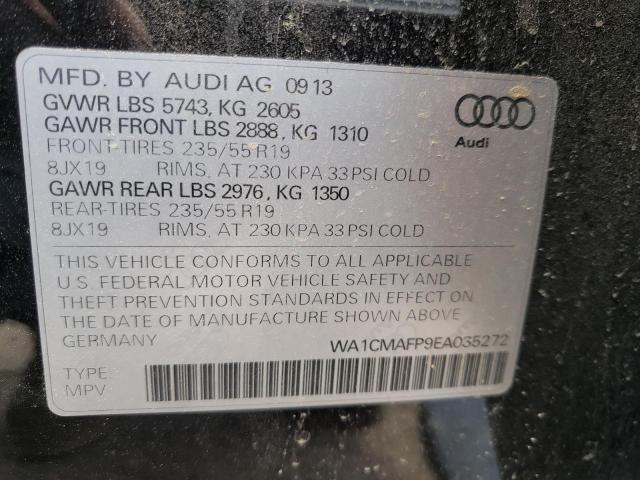 MFD. BY AUDI AG 09 13
GVWR LBS 5743, KG 2605
GAWR FRONT LBS 2888, KG 1310
FRONT-TIRES 235/55 R19
8JX19 RIMS, AT 230 KPA 33 PSI COLD
GAWR REAR LBS 2976, KG 1350
REAR-TIRES 235/55 R19
8JX19 RIMS, AT 230 KPA 33 PSI COLD
Audi
THIS VEHICLE CONFORMS TO ALL APPLICABLE
U.S. FEDERAL MOTOR VEHICLE SAFETY AND
THEFT PREVENTION STANDARDS IN EFFECT ON
THE DATE OF MANUFACTURE SHOWN ABOVE.
GERMANY WA1CMAFP9EA035272
TYPE
MPV